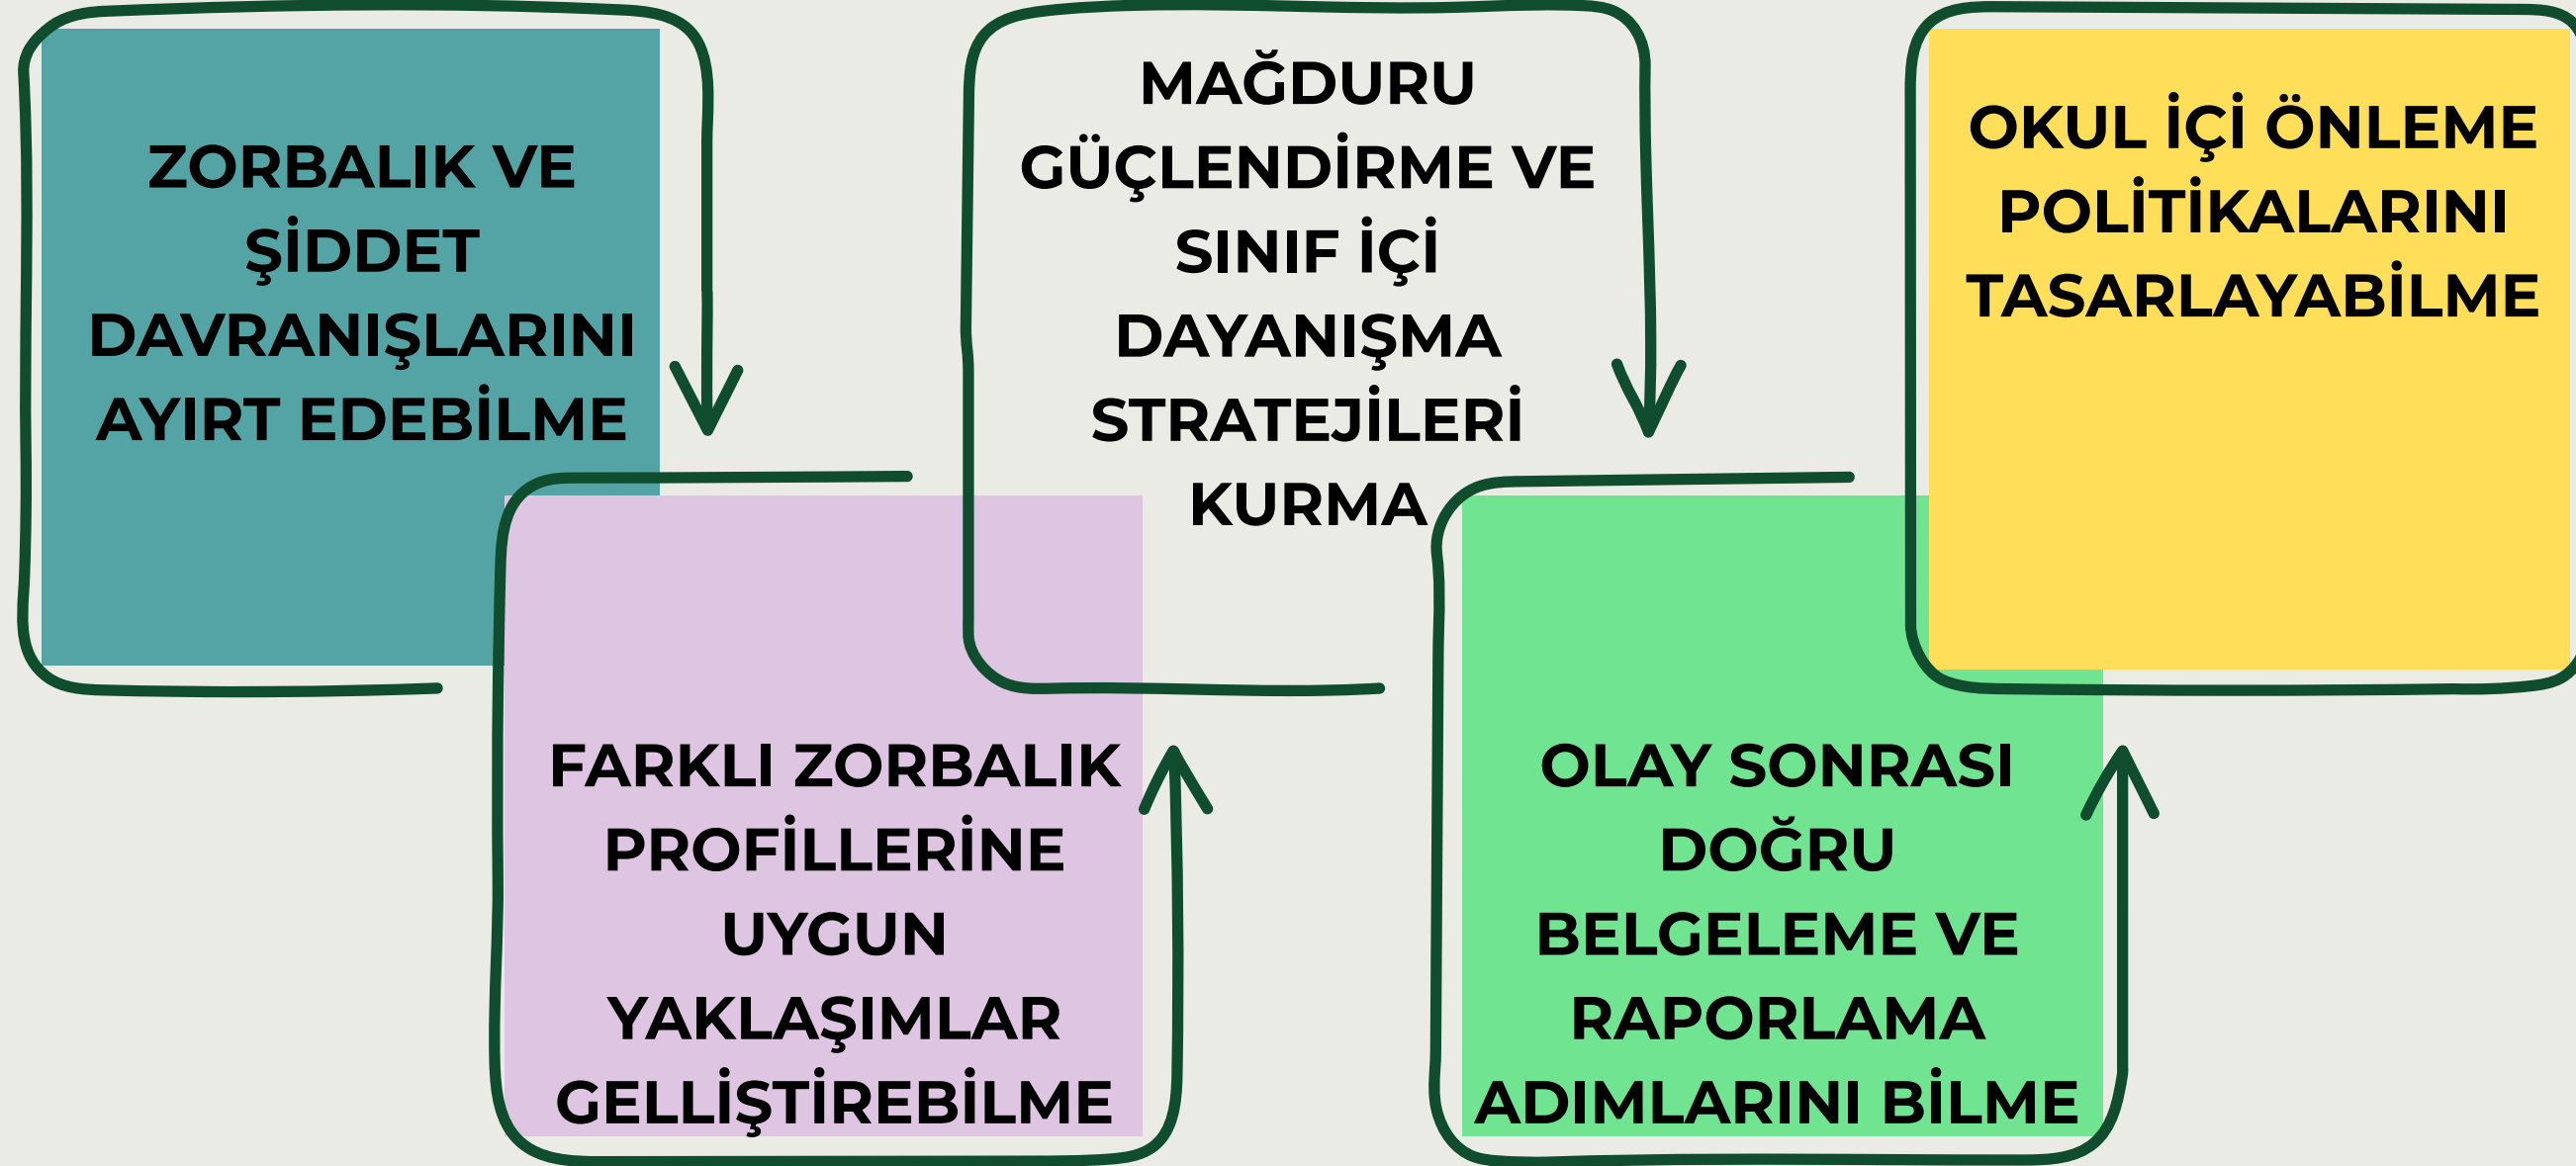 ZORBALIK VE
ŞİDDET
DAVRANIŞLARINI
AYIRT EDEBİLME
FARKLI ZORBALIK
PROFİLLERİNE
UYGUN
YAKLAŞIMLAR
GELLİŞTİREBİLME
MAĞDURU
GÜÇLENDİRME VE
SINIF İÇİ
DAYANIŞMA
STRATEJİLERİ
KURMA
OLAY SONRASI
DOĞRU
BELGELEME VE
RAPORLAMA
ADIMLARINI BİLME
OKUL İÇİ ÖNLEME
POLİTİKALARINI
TASARLAYABİLME